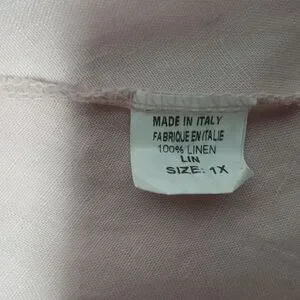 MADE IN ITALY
FABRIQUE EN ITALIE
100% LINEN
LIN
SIZE: 1X